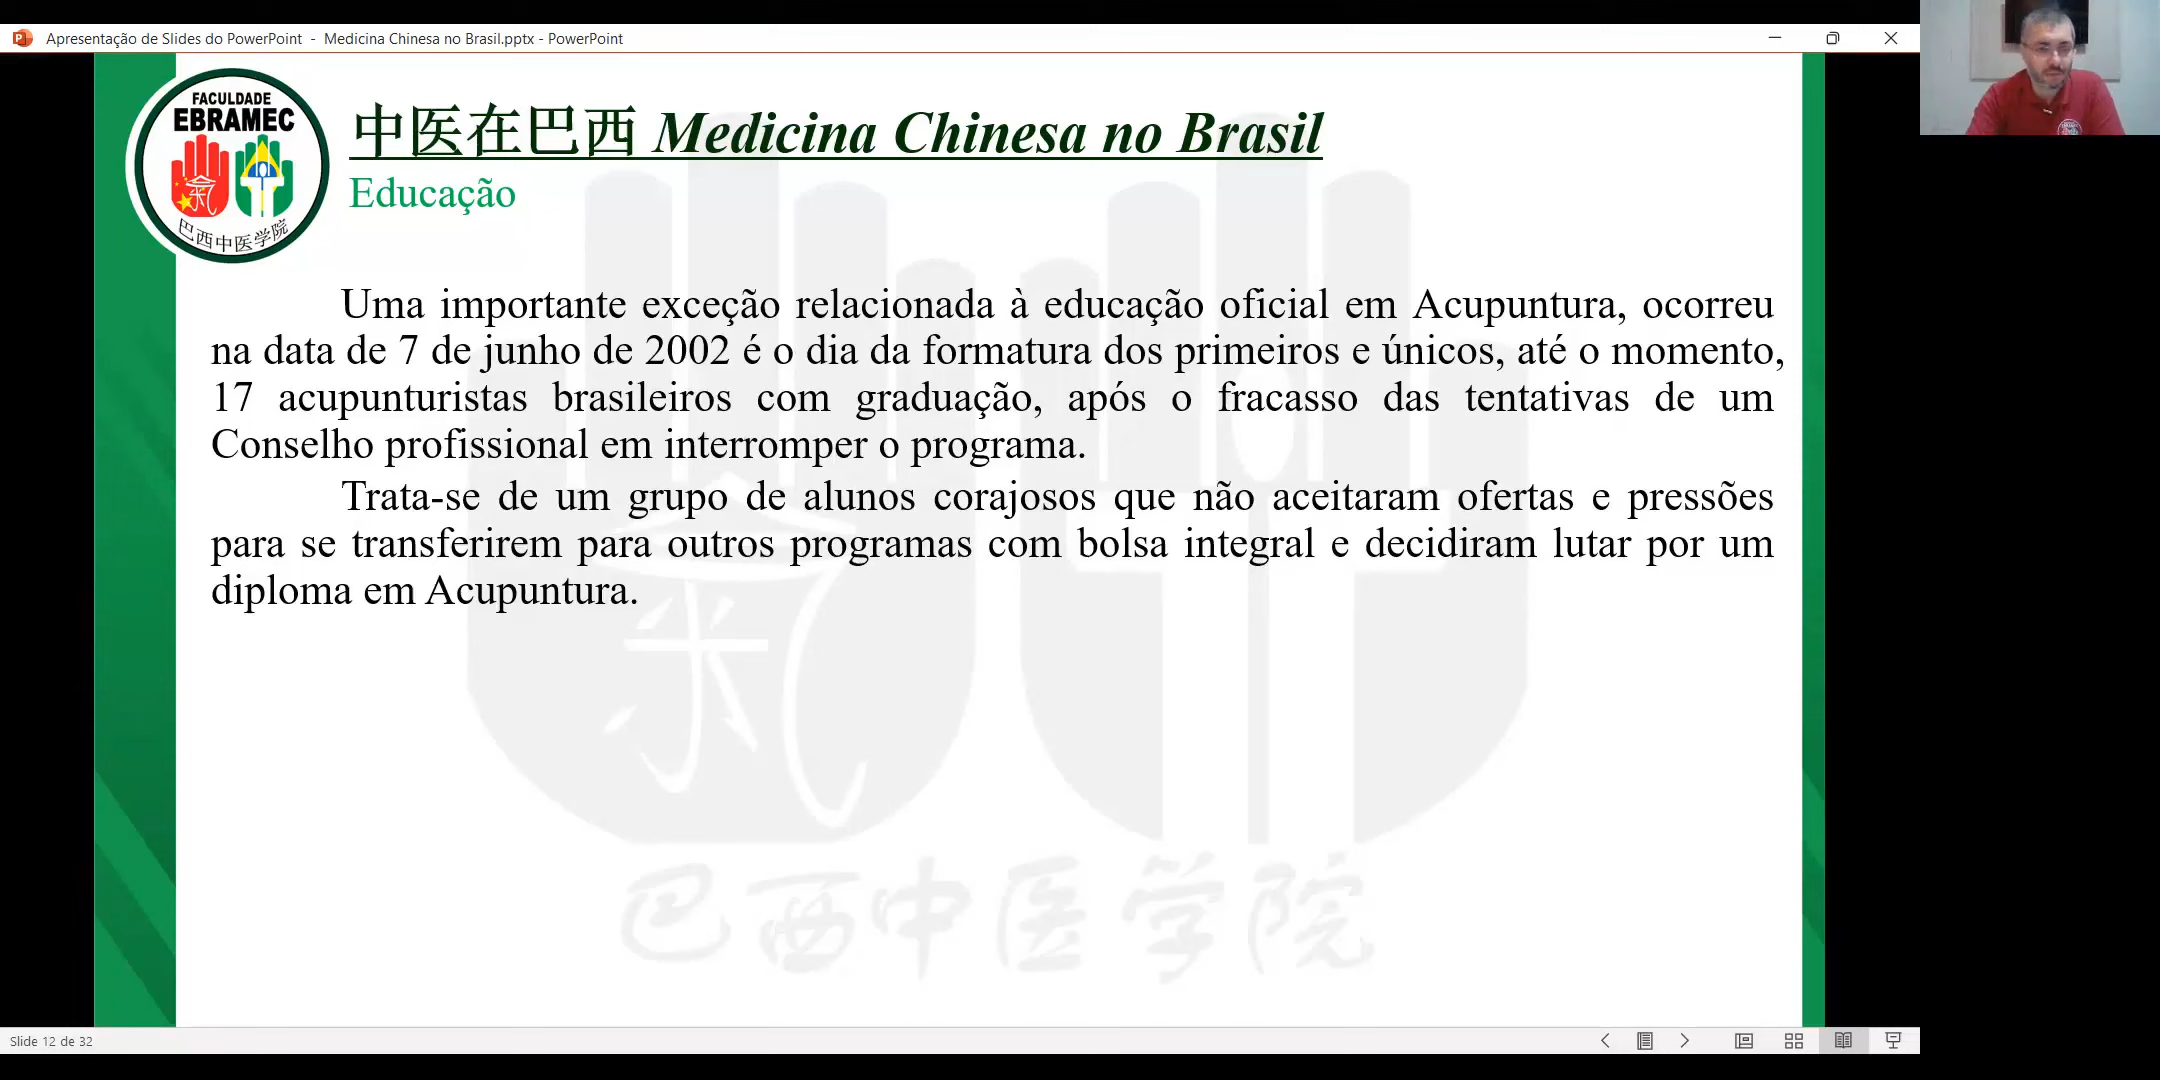 Apresentação de Slides do PowerPoint - Medicina Chinesa no Brasil.pptx - PowerPoint
FACULDADE
EBRAMEC
气
巴西中医学院
中医在巴西 Medicina Chinesa no Brasil
Educação
Uma importante exceção relacionada à educação oficial em Acupuntura, ocorreu
na data de 7 de junho de 2002 é o dia da formatura dos primeiros e únicos, até o momento,
17 acupunturistas brasileiros com graduação, após o fracasso das tentativas de um
Conselho profissional em interromper o programa.
Trata-se de um grupo de alunos corajosos que não aceitaram ofertas e pressões
para se transferirem para outros programas com bolsa integral e decidiram lutar por um
diploma em Acupuntura.
巴西中医学院
Slide 12 de 32